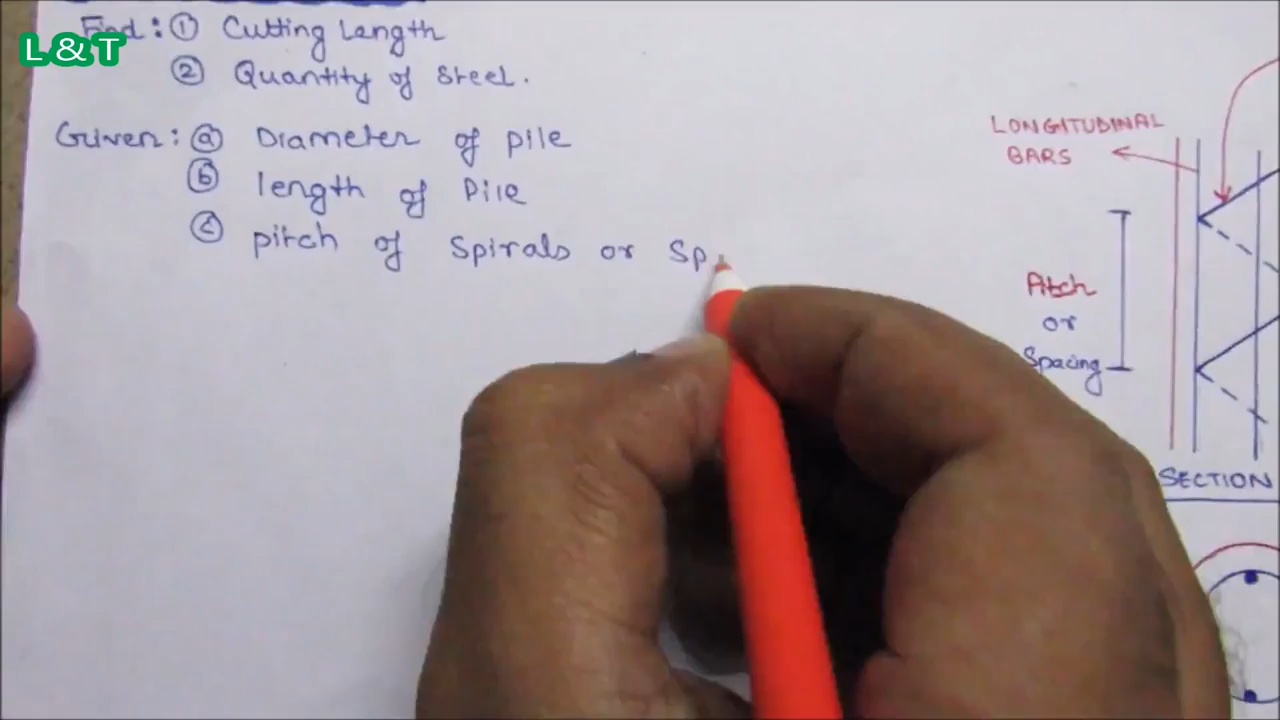 Find: ① Cutting Length
L&T
② Quantity of Steel.
Given: ⓐ Diameter of pile
ⓑ length of Pile
ⓒ pitch of Spirals or Sp
LONGITUDINAL
BARS
Pitch
or
Spacing
SECTION